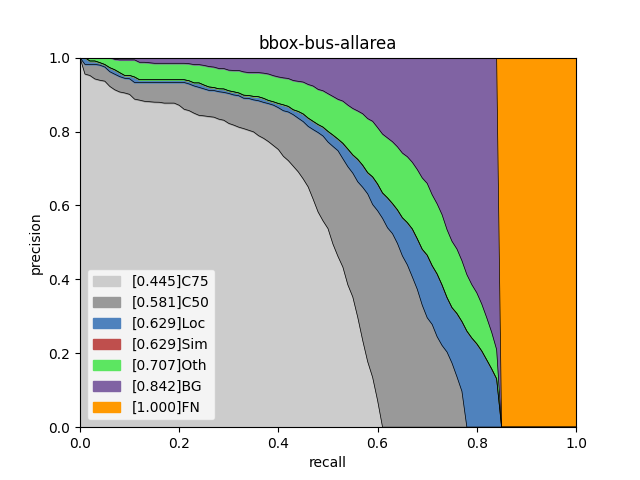 bbox-bus-allarea
1.0
0.8
0.6
0.4
0.2
0.0
precision
[0.445]C75
[0.581]C50
[0.629]Loc
[0.629]Sim
[0.707]Oth
[0.842]BG
[1.000]FN
0.0 0.2 0.4 0.6 0.8 1.0
recall